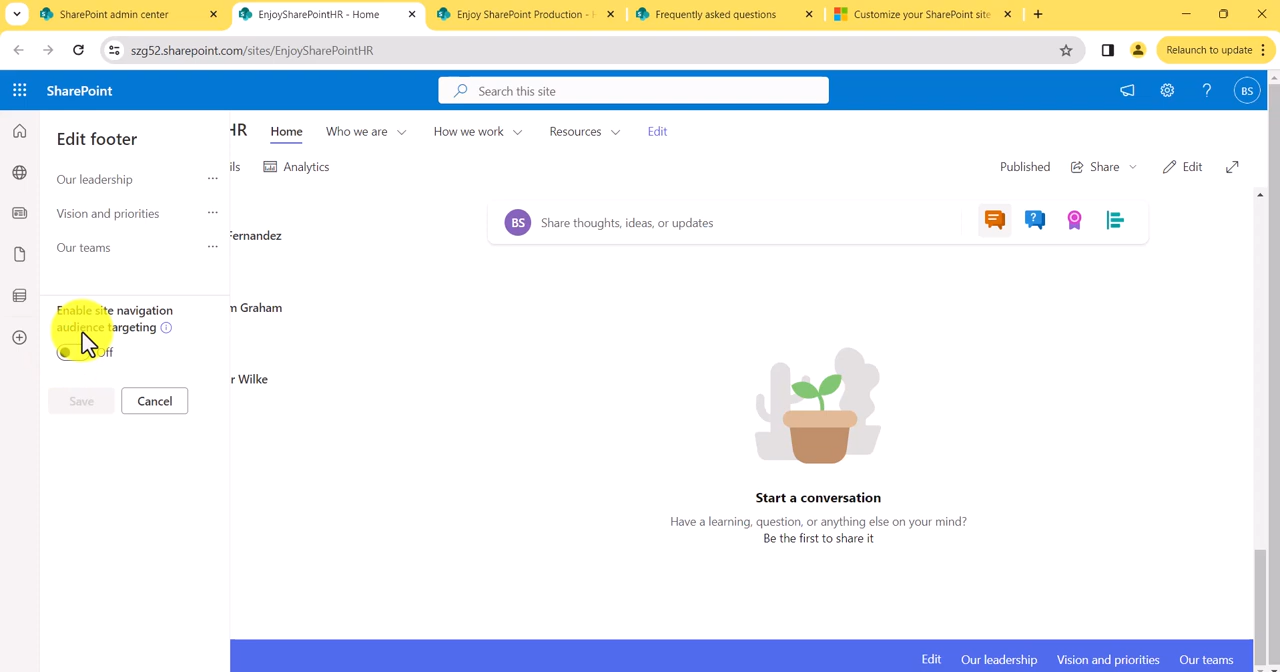 SharePoint admin center
EnjoySharePointHR - Home
Enjoy SharePoint Production -
Frequently asked questions
Customize your SharePoint site
szg52.sharepoint.com/sites/EnjoySharePointHR
Relaunch to update
SharePoint
Search this site
BS
HR
Home
Who we are
How we work
Resources
Edit
ils
Analytics
Published
Share
Edit
Edit footer
Our leadership
Vision and priorities
Our teams
Enable site navigation
audience targeting
Off
Save
Cancel
Fernandez
m Graham
r Wilke
BS
Share thoughts, ideas, or updates
Start a conversation
Have a learning, question, or anything else on your mind?
Be the first to share it
Edit
Our leadership
Vision and priorities
Our teams